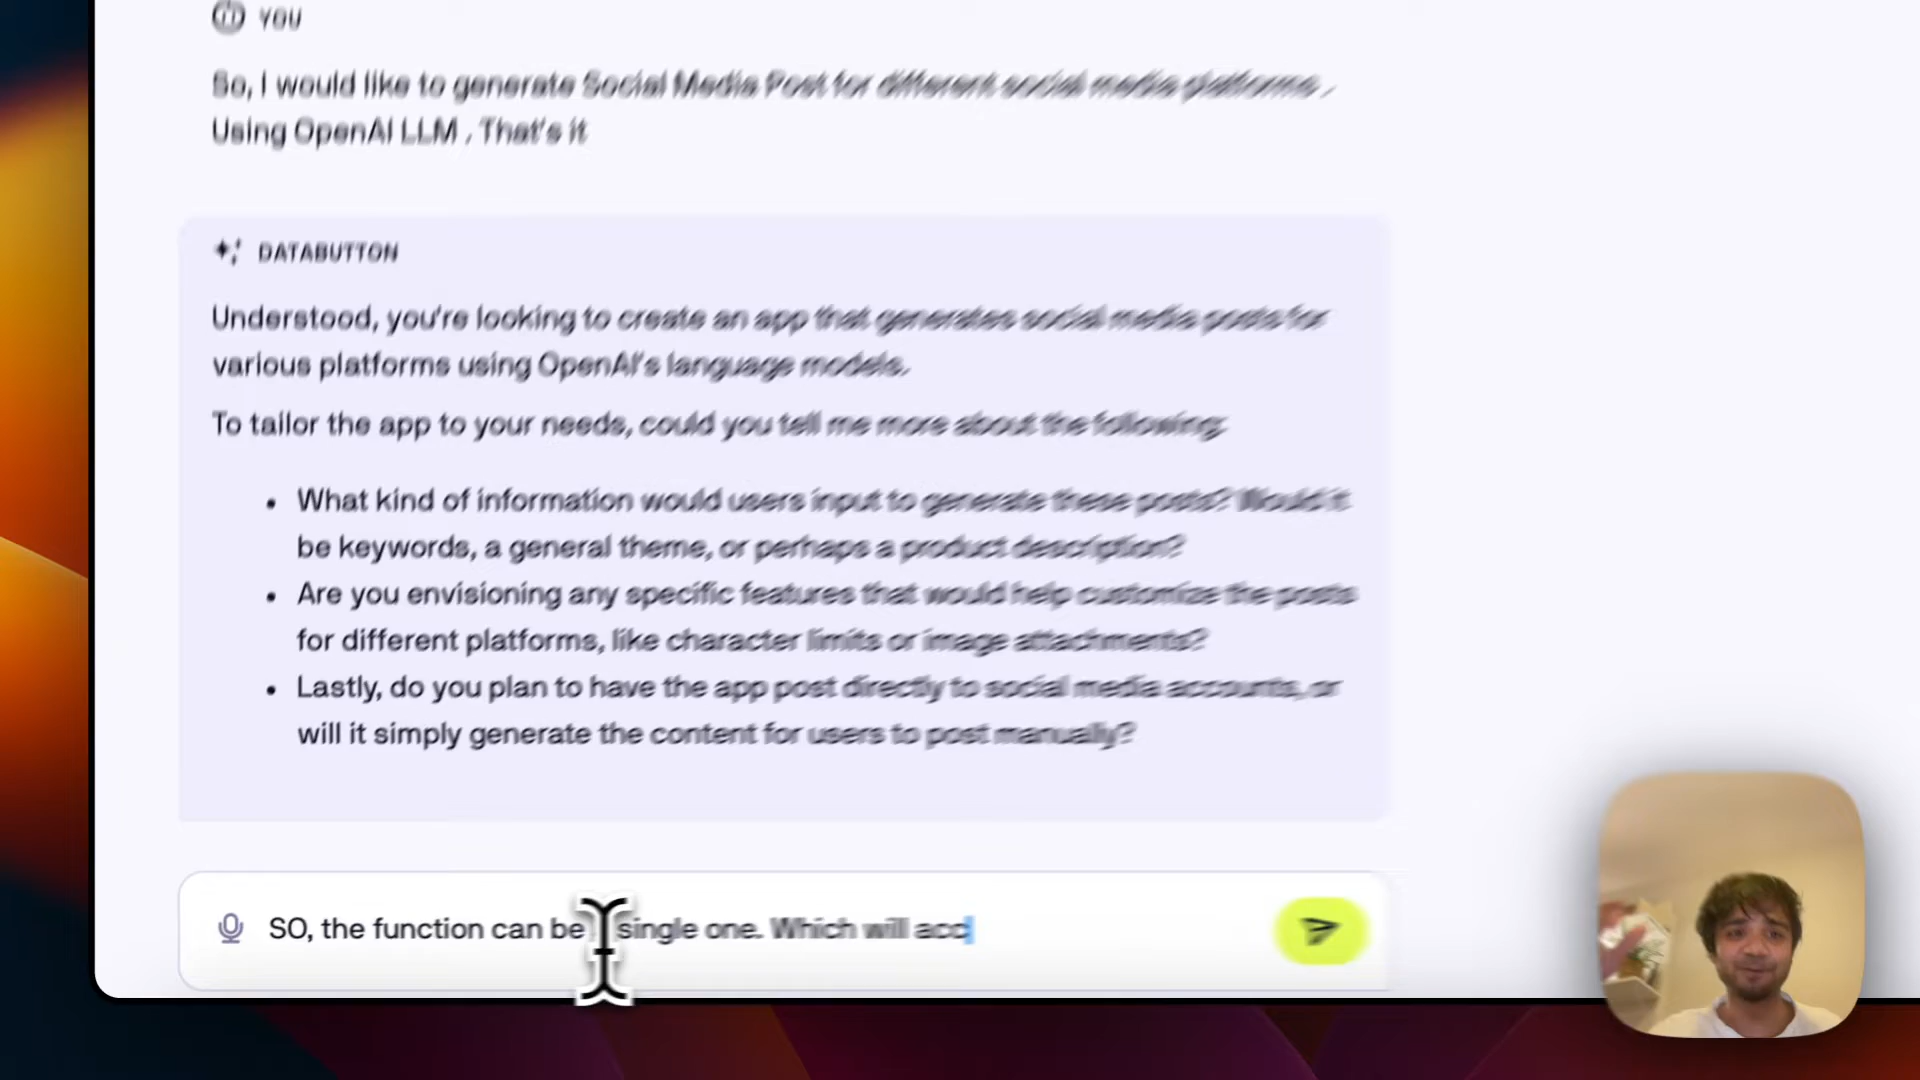 YOU
So, I would like to generate Social Media Post for different social media platforms .
Using OpenAI LLM . That's it
DATABUTTON
Understood, you're looking to create an app that generates social media posts for
various platforms using OpenAI's language models.
To tailor the app to your needs, could you tell me more about the following:
• What kind of information would users input to generate these posts? Would it
be keywords, a general theme, or perhaps a product description?
• Are you envisioning any specific features that would help customize the posts
for different platforms, like character limits or image attachments?
• Lastly, do you plan to have the app post directly to social media accounts, or
will it simply generate the content for users to post manually?
SO, the function can be single one. Which will acc